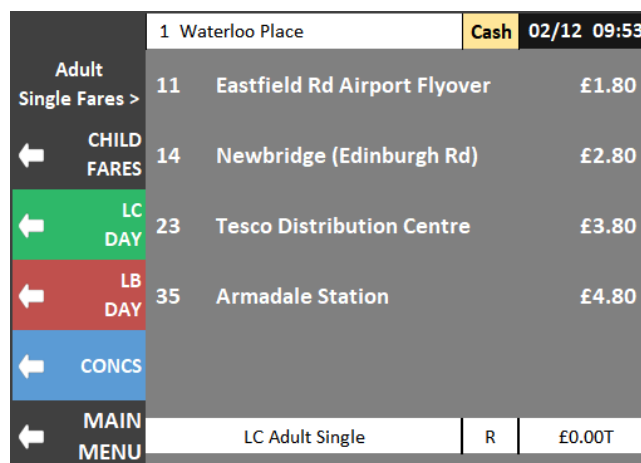 1 Waterloo Place Cash 02/12 09:53
Adult
Single Fares >
11 Eastfield Rd Airport Flyover £1.80
CHILD
FARES
14 Newbridge (Edinburgh Rd) £2.80
LC
DAY
23 Tesco Distribution Centre £3.80
LB
DAY
35 Armadale Station £4.80
CONCS
MAIN
MENU
LC Adult Single R £0.00T